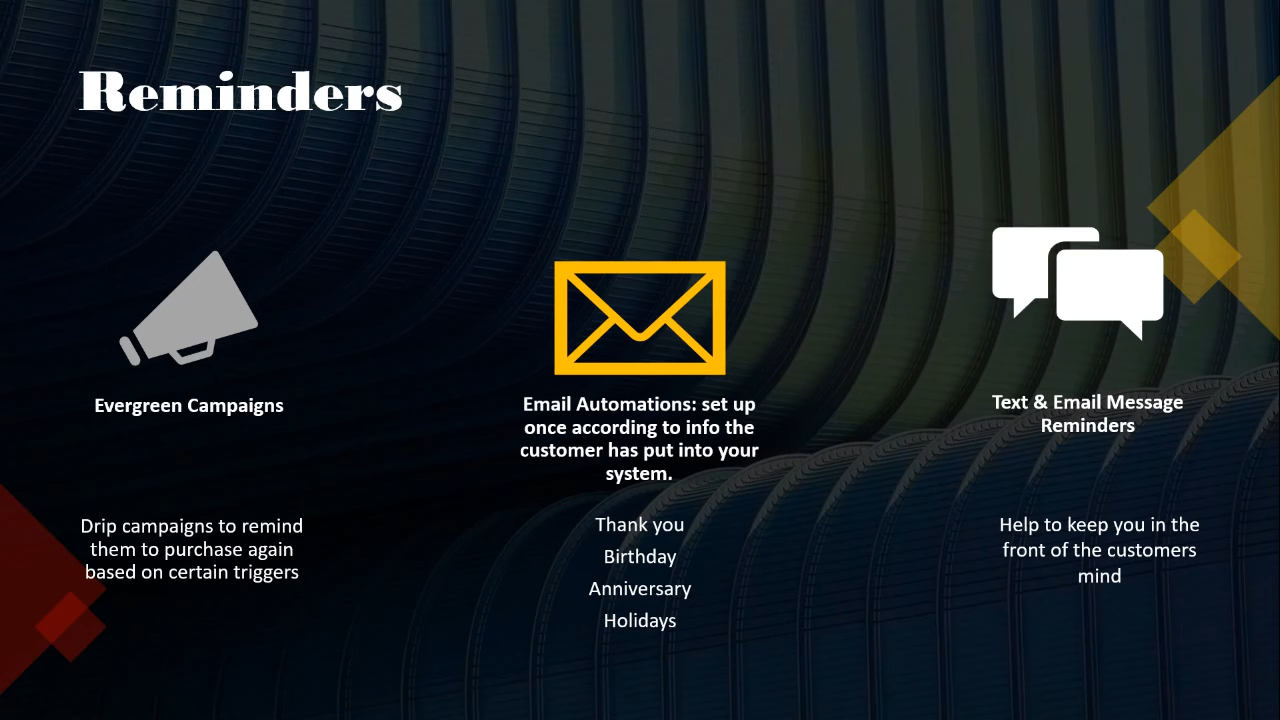 Reminders
Evergreen Campaigns
Drip campaigns to remind
them to purchase again
based on certain triggers
Email Automations: set up
once according to info the
customer has put into your
system.
Thank you
Birthday
Anniversary
Holidays
Text & Email Message
Reminders
Help to keep you in the
front of the customers
mind